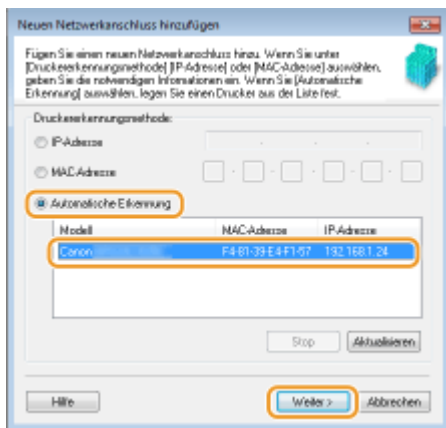 Neuen Netzwerkanschluss hinzufügen
Fügen Sie einen neuen Netzwerkanschluss hinzu. Wenn Sie unter
[Druckererkennungsmethode] [IP-Adresse] oder [MAC-Adresse] auswählen,
geben Sie die notwendigen Informationen ein. Wenn Sie [Automatische
Erkennung] auswählen, legen Sie einen Drucker aus der Liste fest.
Druckererkennungsmethode:
IP-Adresse
MAC-Adresse
Automatische Erkennung
Modell MAC-Adresse IP-Adresse
Canon F4-81-39-E4-F1-57 192.168.1.24
Stop Aktualisieren
Hilfe Weiter > Abbrechen